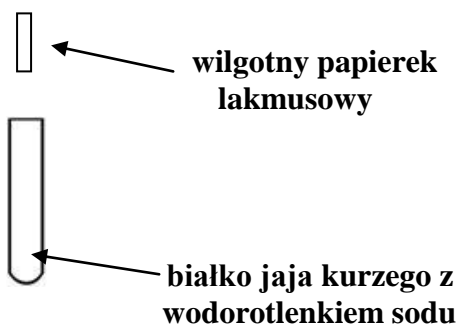 wilgotny papierek
lakmusowy
białko jaja kurzego z
wodorotlenkiem sodu